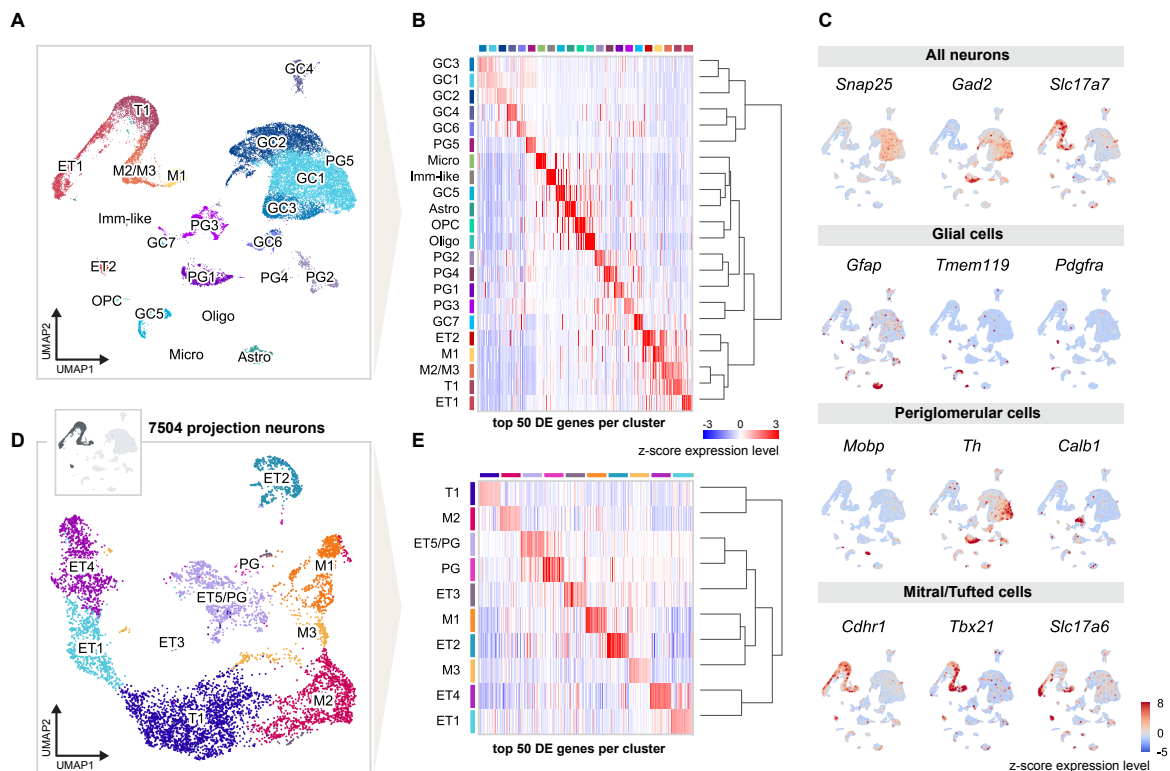 A
GC4
T1
GC2
PG5
ET1
M2/M3
M1
GC1
Imm-like
GC3
PG3
GC7
GC6
ET2
PG1
PG4
PG2
OPC
GC5
Oligo
Micro
Astro
UMAP2
UMAP1
B
GC3
GC1
GC2
GC4
GC6
PG5
Micro
Imm-like
GC5
Astro
OPC
Oligo
PG2
PG4
PG1
PG3
GC7
ET2
M1
M2/M3
T1
ET1
top 50 DE genes per cluster
-3 0 3
z-score expression level
C
All neurons
Snap25 Gad2 Slc17a7
Glial cells
Gfap Tmem119 Pdgfra
Periglomerular cells
Mobp Th Calb1
Mitral/Tufted cells
Cdhr1 Tbx21 Slc17a6
8
0
-5
z-score expression level
D
7504 projection neurons
ET2
ET4
PG
M1
ET5/PG
ET1
ET3
M3
T1
M2
UMAP2
UMAP1
E
T1
M2
ET5/PG
PG
ET3
M1
ET2
M3
ET4
ET1
top 50 DE genes per cluster